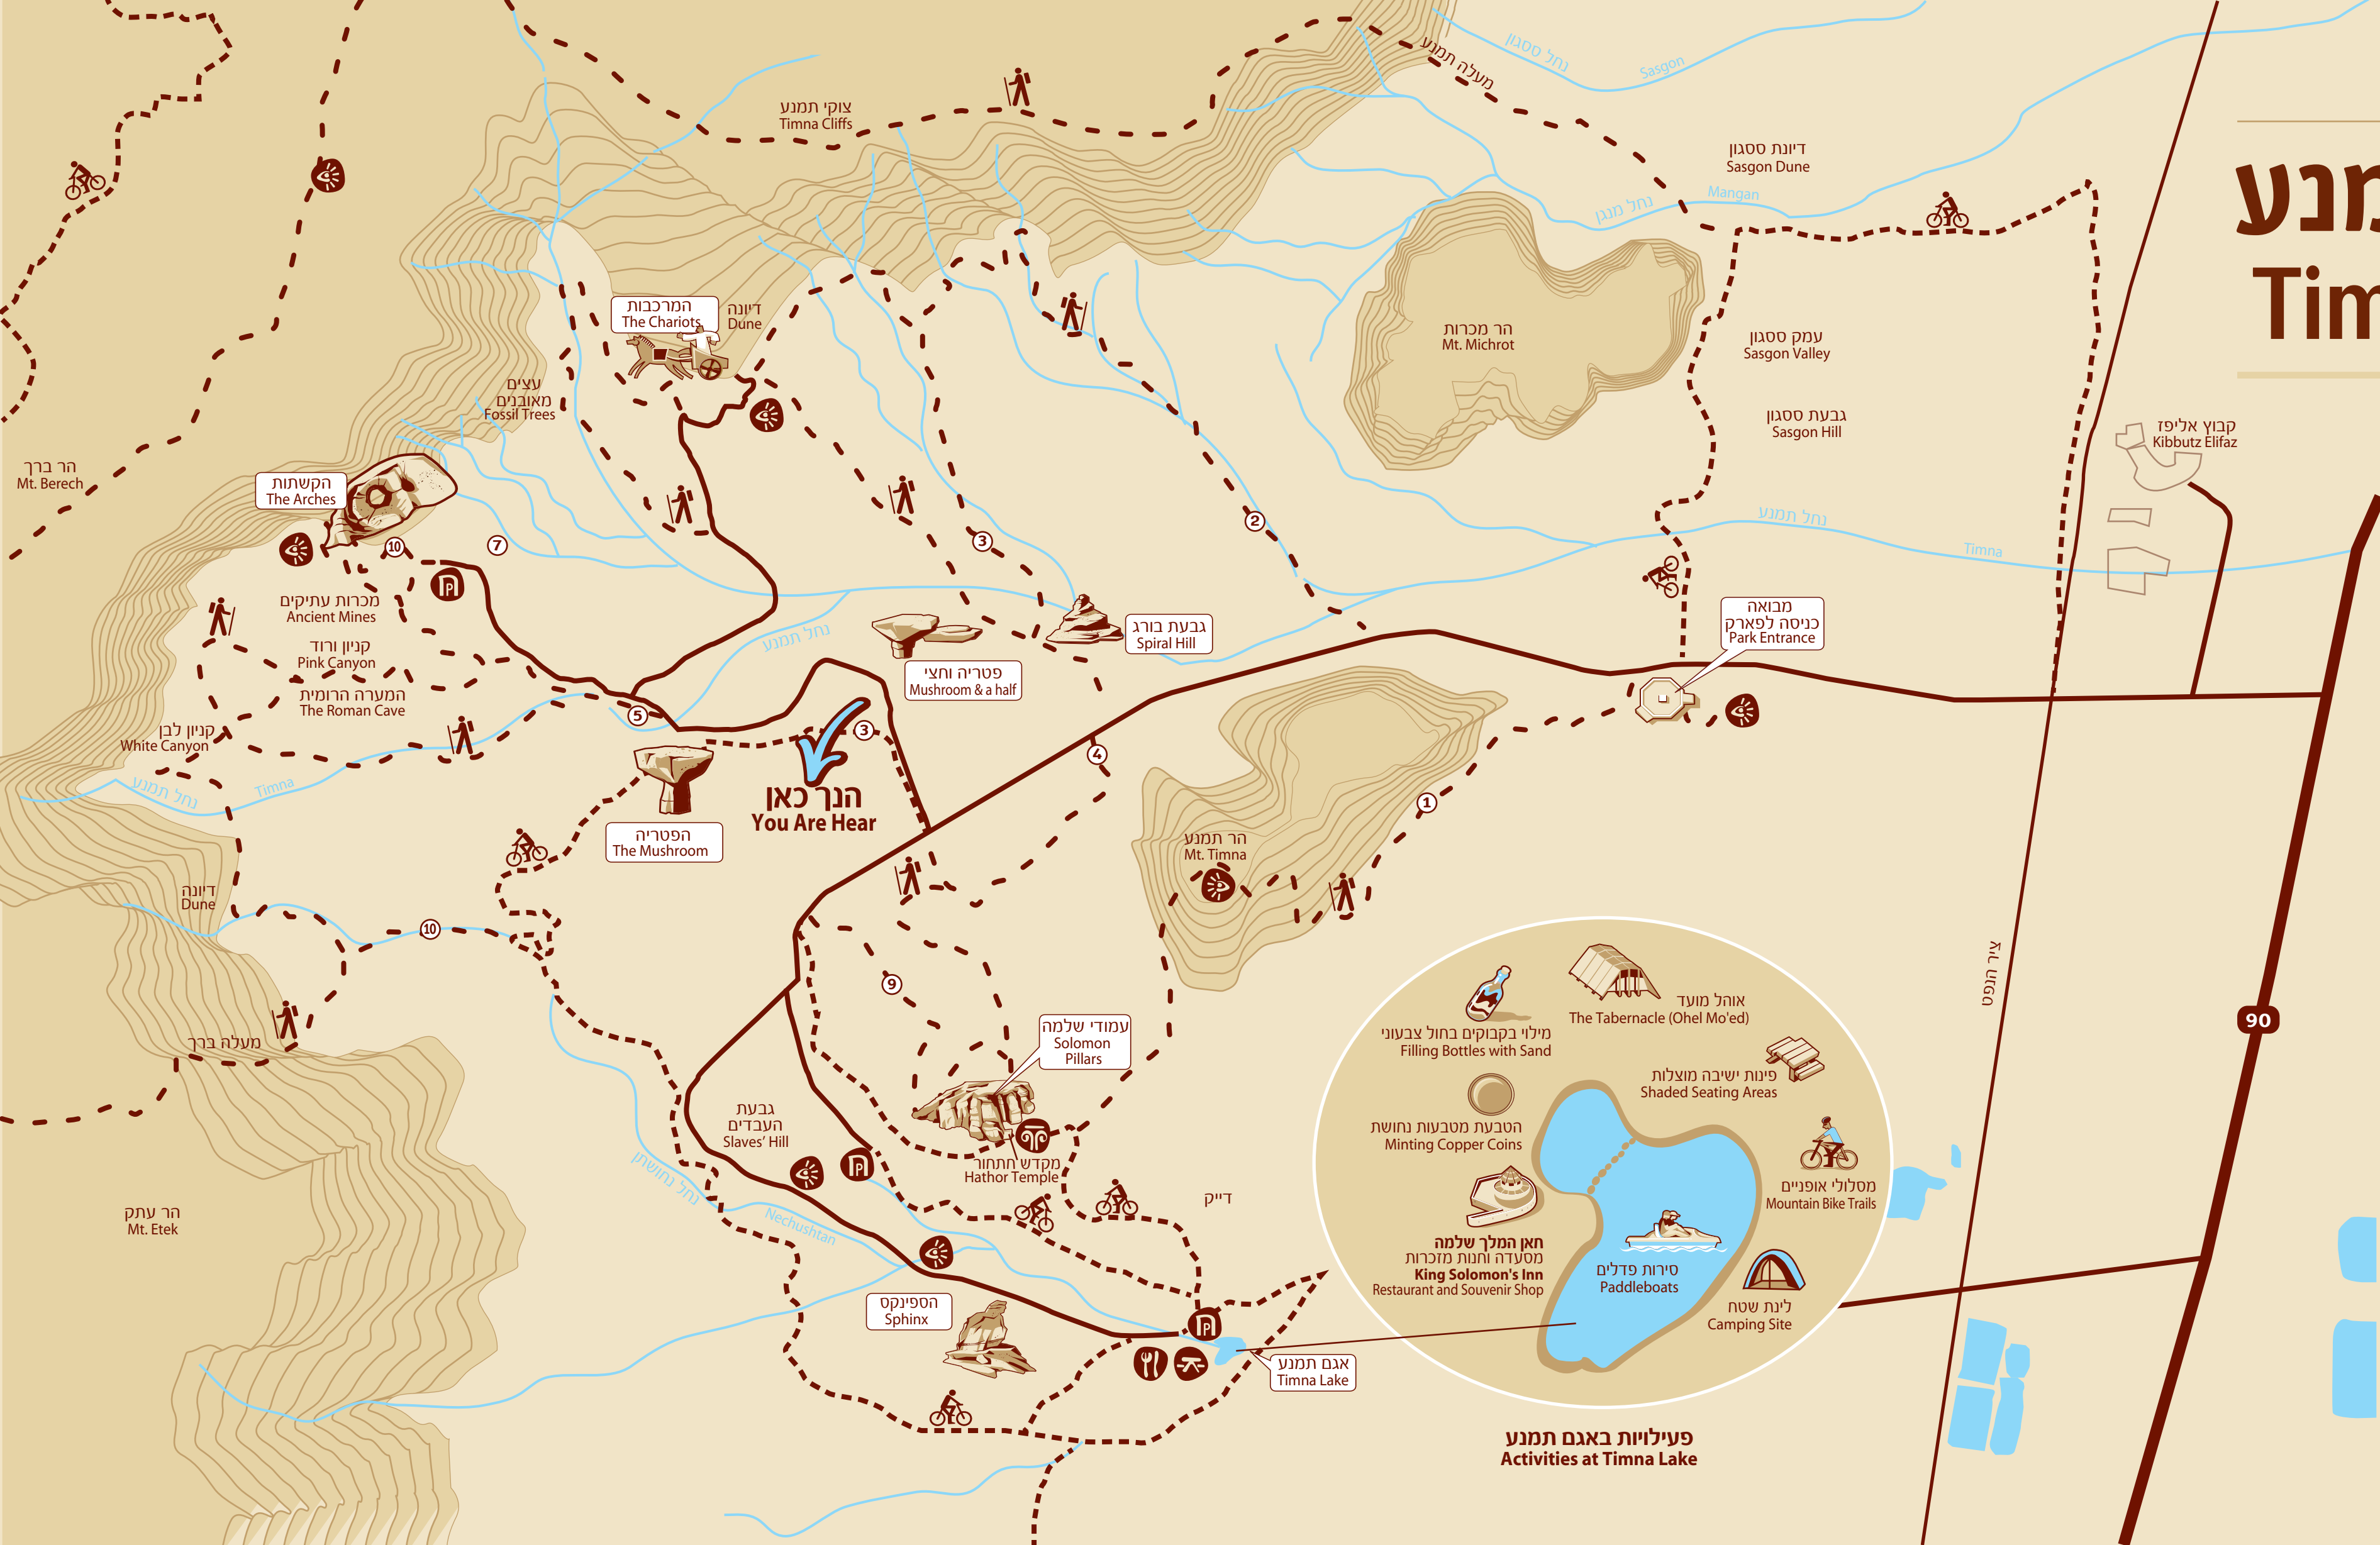 צוקי תמנע
Timna Cliffs
מעלה תמנע
נחל ססגון
Sasgon
דיונת ססגון
Sasgon Dune
נחל מנגן
Mangan
המרכבות
The Chariots
דיונה
Dune
הר מכרות
Mt. Michrot
עמק ססגון
Sasgon Valley
גבעת ססגון
Sasgon Hill
קבוץ אליפז
Kibbutz Elifaz
עצים
מאובנים
Fossil Trees
הר ברך
Mt. Berech
הקשתות
The Arches
10
7
3
2
נחל תמנע
Timna
מכרות עתיקים
Ancient Mines
קניון ורוד
Pink Canyon
המערה הרומית
The Roman Cave
קניון לבן
White Canyon
נחל תמנע
Timna
נחל תמנע
5
3
4
1
פטריה וחצי
Mushroom & a half
גבעת בורג
Spiral Hill
מבואה
כניסה לפארק
Park Entrance
הפטריה
The Mushroom
הנך כאן
You Are Hear
הר תמנע
Mt. Timna
דיונה
Dune
10
9
מעלה ברך
הר עתק
Mt. Etek
עמודי שלמה
Solomon
Pillars
גבעת
העבדים
Slaves' Hill
מקדש חתחור
Hathor Temple
דייק
נחל נחושתן
Nechushtan
הספינקס
Sphinx
אגם תמנע
Timna Lake
ציר הנפט
90
אוהל מועד
The Tabernacle (Ohel Mo'ed)
מילוי בקבוקים בחול צבעוני
Filling Bottles with Sand
פינות ישיבה מוצלות
Shaded Seating Areas
הטבעת מטבעות נחושת
Minting Copper Coins
מסלולי אופניים
Mountain Bike Trails
חאן המלך שלמה
מסעדה וחנות מזכרות
King Solomon's Inn
Restaurant and Souvenir Shop
סירות פדלים
Paddleboats
לינת שטח
Camping Site
פעילויות באגם תמנע
Activities at Timna Lake
P
P
P